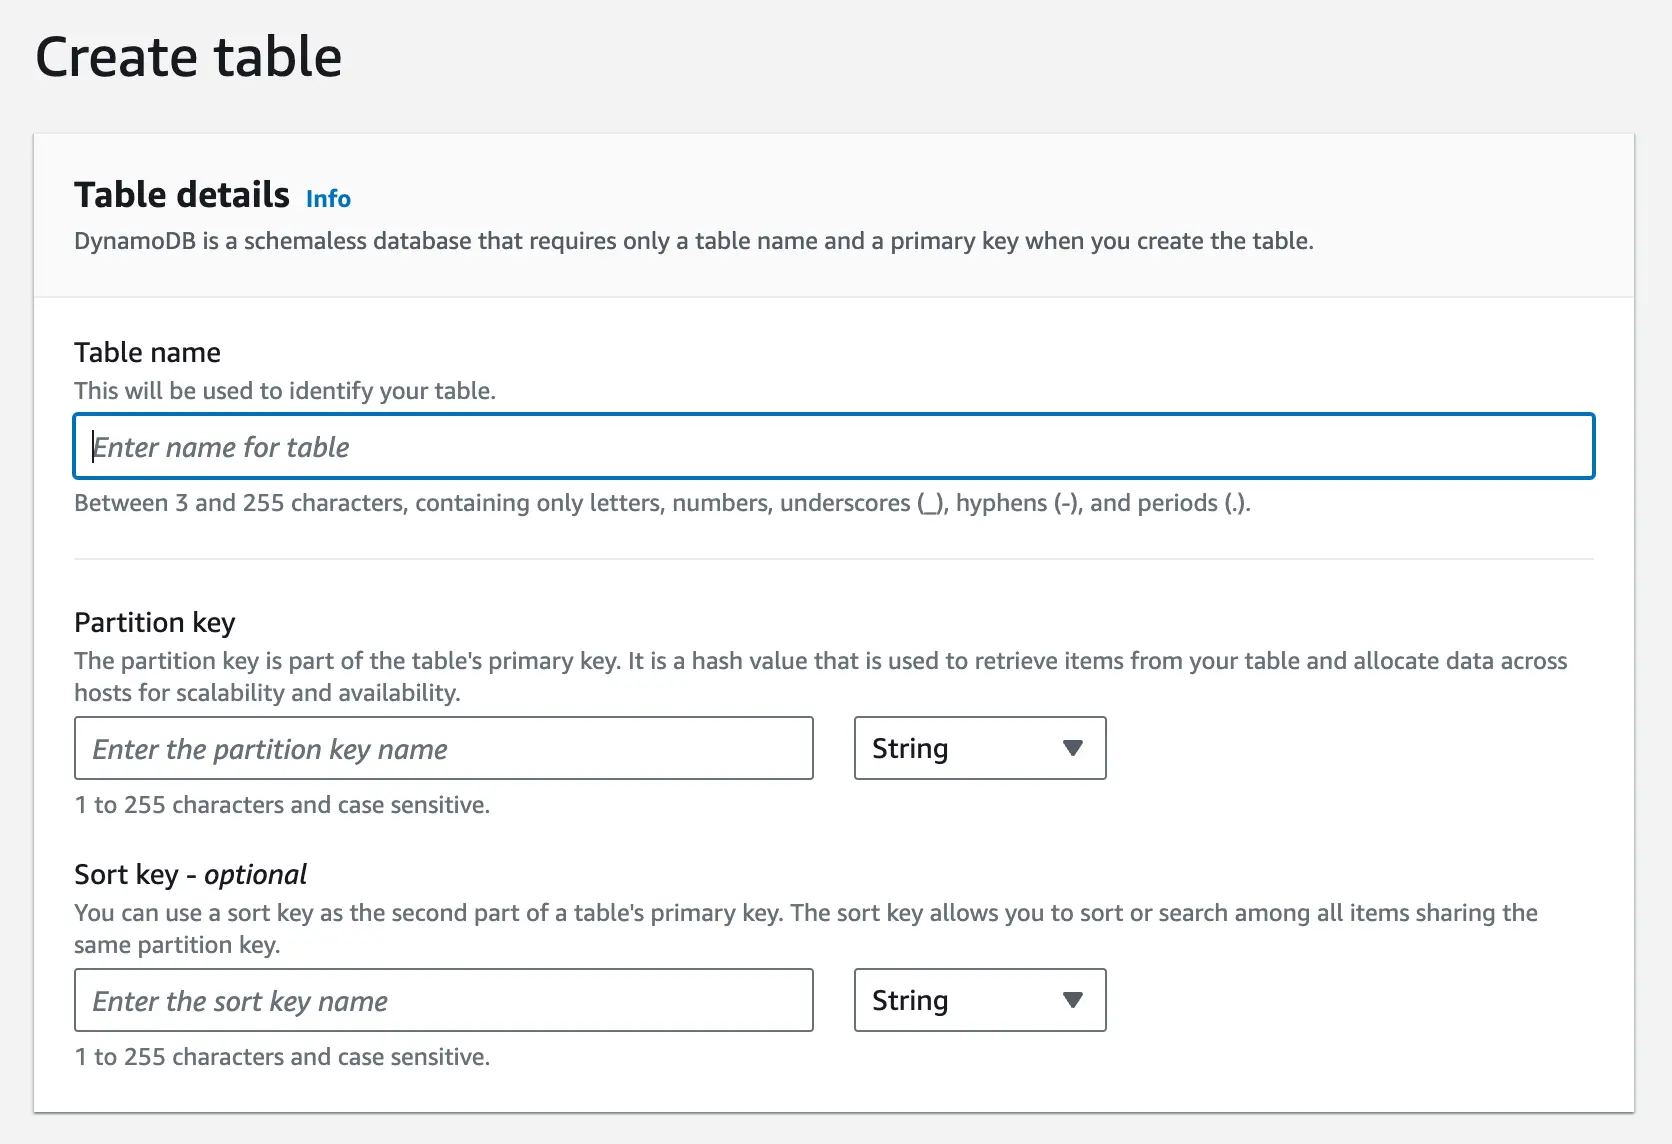 Create table
Table details Info
DynamoDB is a schemaless database that requires only a table name and a primary key when you create the table.
Table name
This will be used to identify your table.
Enter name for table
Between 3 and 255 characters, containing only letters, numbers, underscores (_), hyphens (-), and periods (.).
Partition key
The partition key is part of the table's primary key. It is a hash value that is used to retrieve items from your table and allocate data across
hosts for scalability and availability.
Enter the partition key name
String
1 to 255 characters and case sensitive.
Sort key - optional
You can use a sort key as the second part of a table's primary key. The sort key allows you to sort or search among all items sharing the
same partition key.
Enter the sort key name
String
1 to 255 characters and case sensitive.